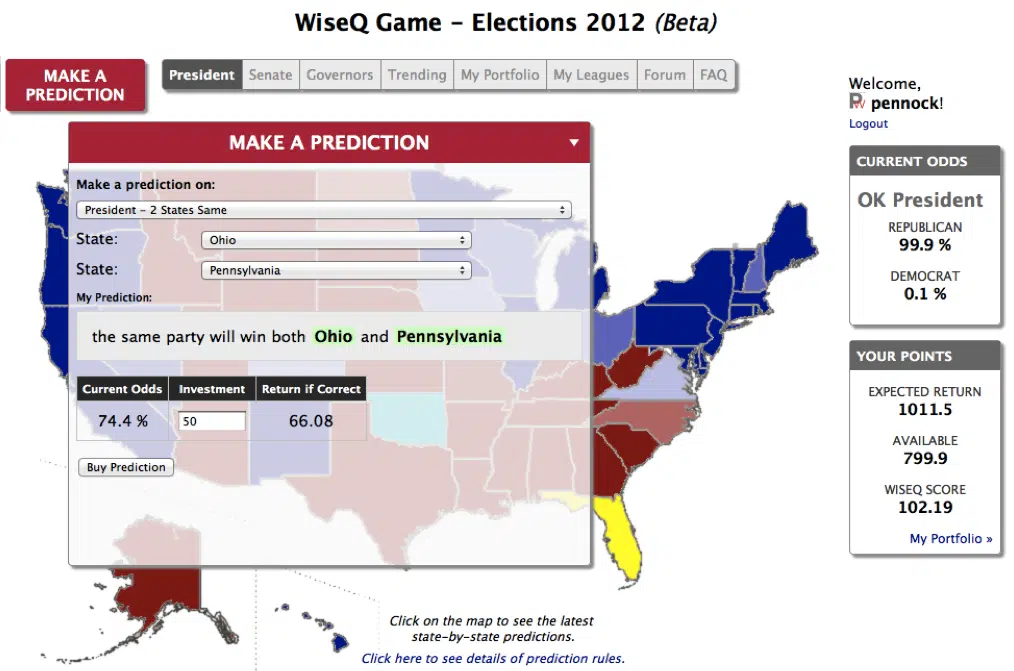 WiseQ Game – Elections 2012 (Beta)
MAKE A
PREDICTION
President Senate Governors Trending My Portfolio My Leagues Forum FAQ
Welcome,
pennock!
Logout
MAKE A PREDICTION
Make a prediction on:
President – 2 States Same
State: Ohio
State: Pennsylvania
My Prediction:
the same party will win both Ohio and Pennsylvania
Current Odds Investment Return if Correct
74.4 % 50 66.08
Buy Prediction
CURRENT ODDS
OK President
REPUBLICAN
99.9 %
DEMOCRAT
0.1 %
YOUR POINTS
EXPECTED RETURN
1011.5
AVAILABLE
799.9
WISEQ SCORE
102.19
My Portfolio »
Click on the map to see the latest
state-by-state predictions.
Click here to see details of prediction rules.